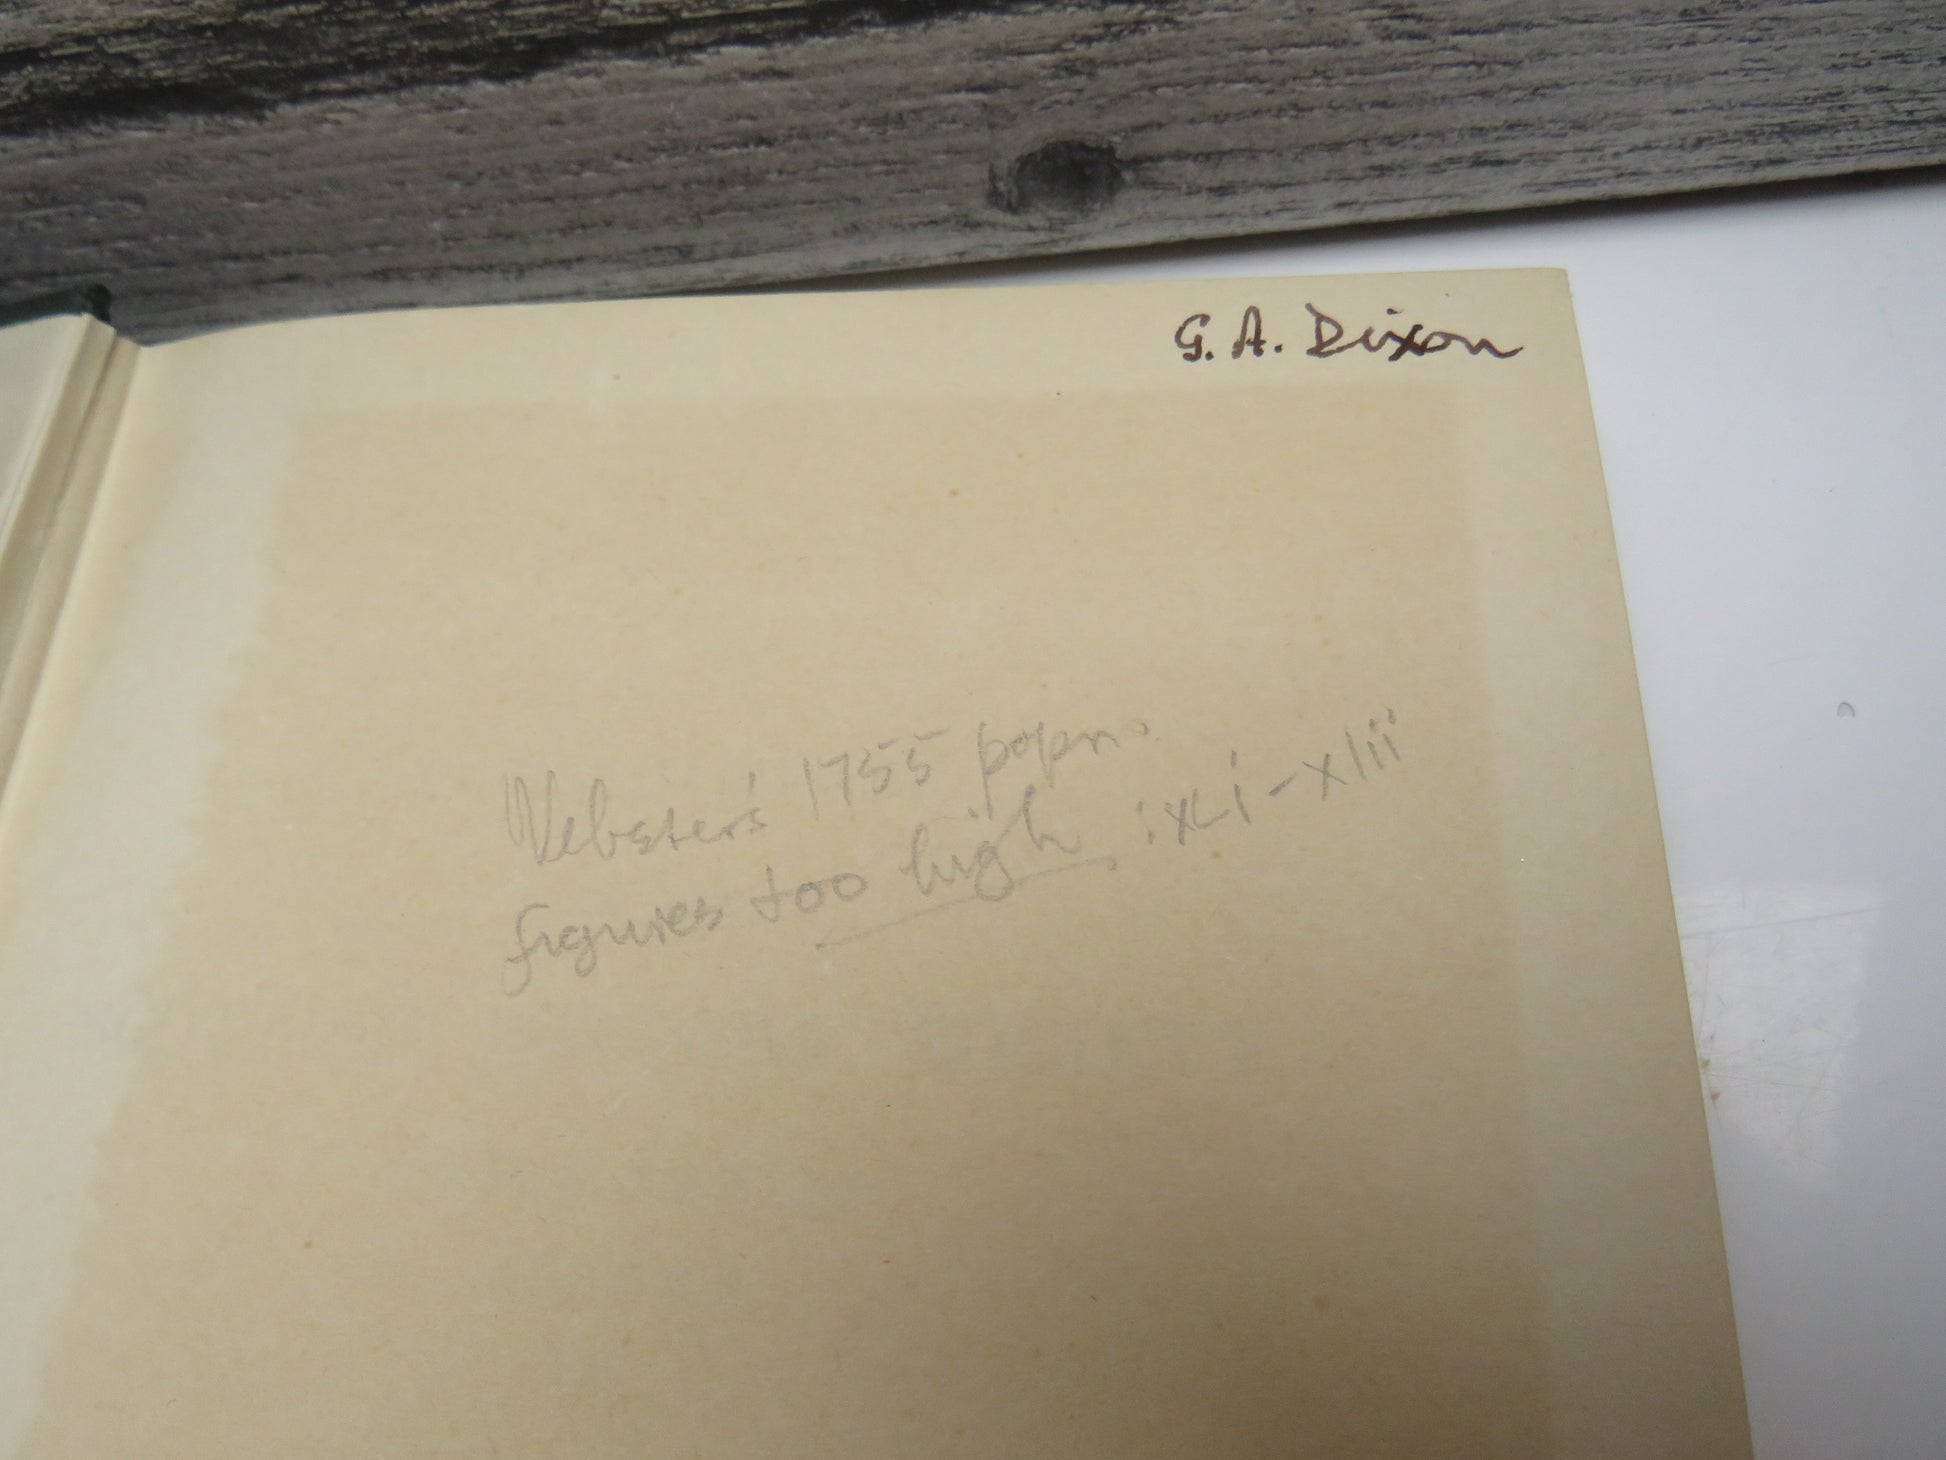 G. A. Dixon
Webster's 1755 popn.
figures too high : xli-xlii